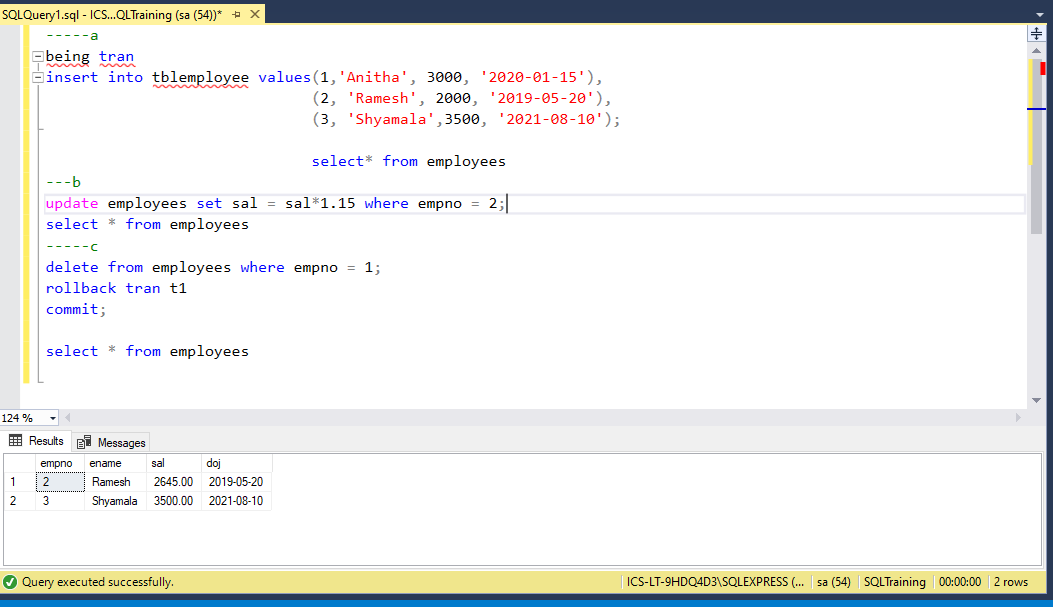 SQLQuery1.sql - ICS...QLTraining (sa (54))*
-----a
being tran
insert into tblemployee values(1,'Anitha', 3000, '2020-01-15'),
(2, 'Ramesh', 2000, '2019-05-20'),
(3, 'Shyamala',3500, '2021-08-10');
select* from employees
---b
update employees set sal = sal*1.15 where empno = 2;
select * from employees
-----c
delete from employees where empno = 1;
rollback tran t1
commit;
select * from employees
124 %
Results Messages
empno ename sal doj
1 2 Ramesh 2645.00 2019-05-20
2 3 Shyamala 3500.00 2021-08-10
Query executed successfully. ICS-LT-9HDQ4D3\SQLEXPRESS (... sa (54) SQLTraining 00:00:00 2 rows